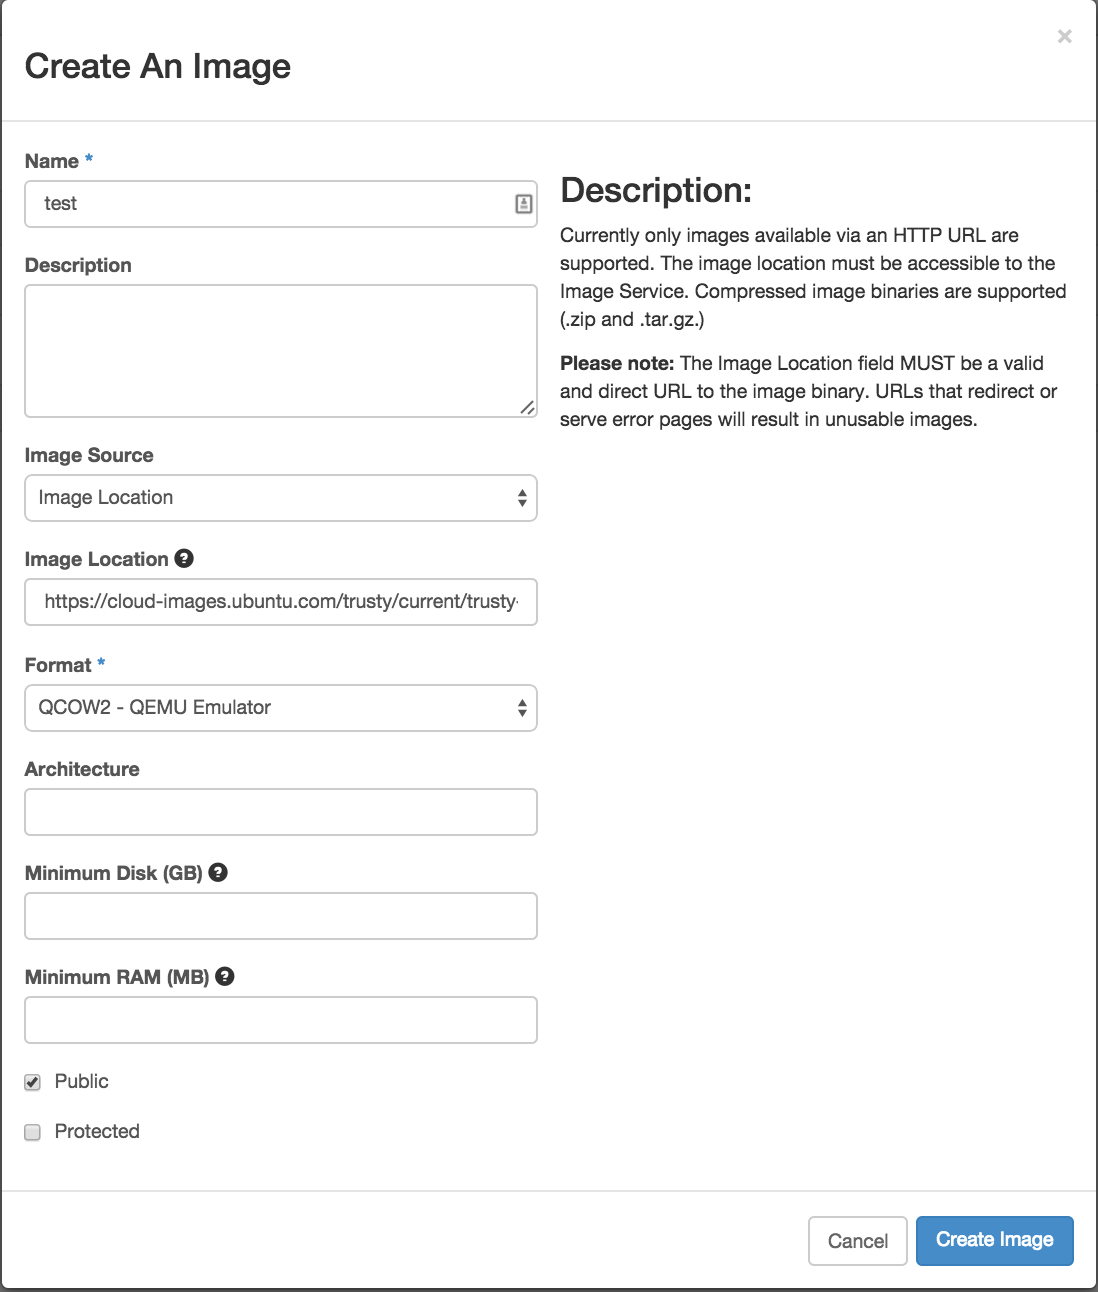 ×
Create An Image
Name *
test
Description
Image Source
Image Location
Image Location ?
https://cloud-images.ubuntu.com/trusty/current/trusty-
Format *
QCOW2 - QEMU Emulator
Architecture
Minimum Disk (GB) ?
Minimum RAM (MB) ?
Public
Protected
Description:
Currently only images available via an HTTP URL are
supported. The image location must be accessible to the
Image Service. Compressed image binaries are supported
(.zip and .tar.gz.)
Please note: The Image Location field MUST be a valid
and direct URL to the image binary. URLs that redirect or
serve error pages will result in unusable images.
Cancel
Create Image